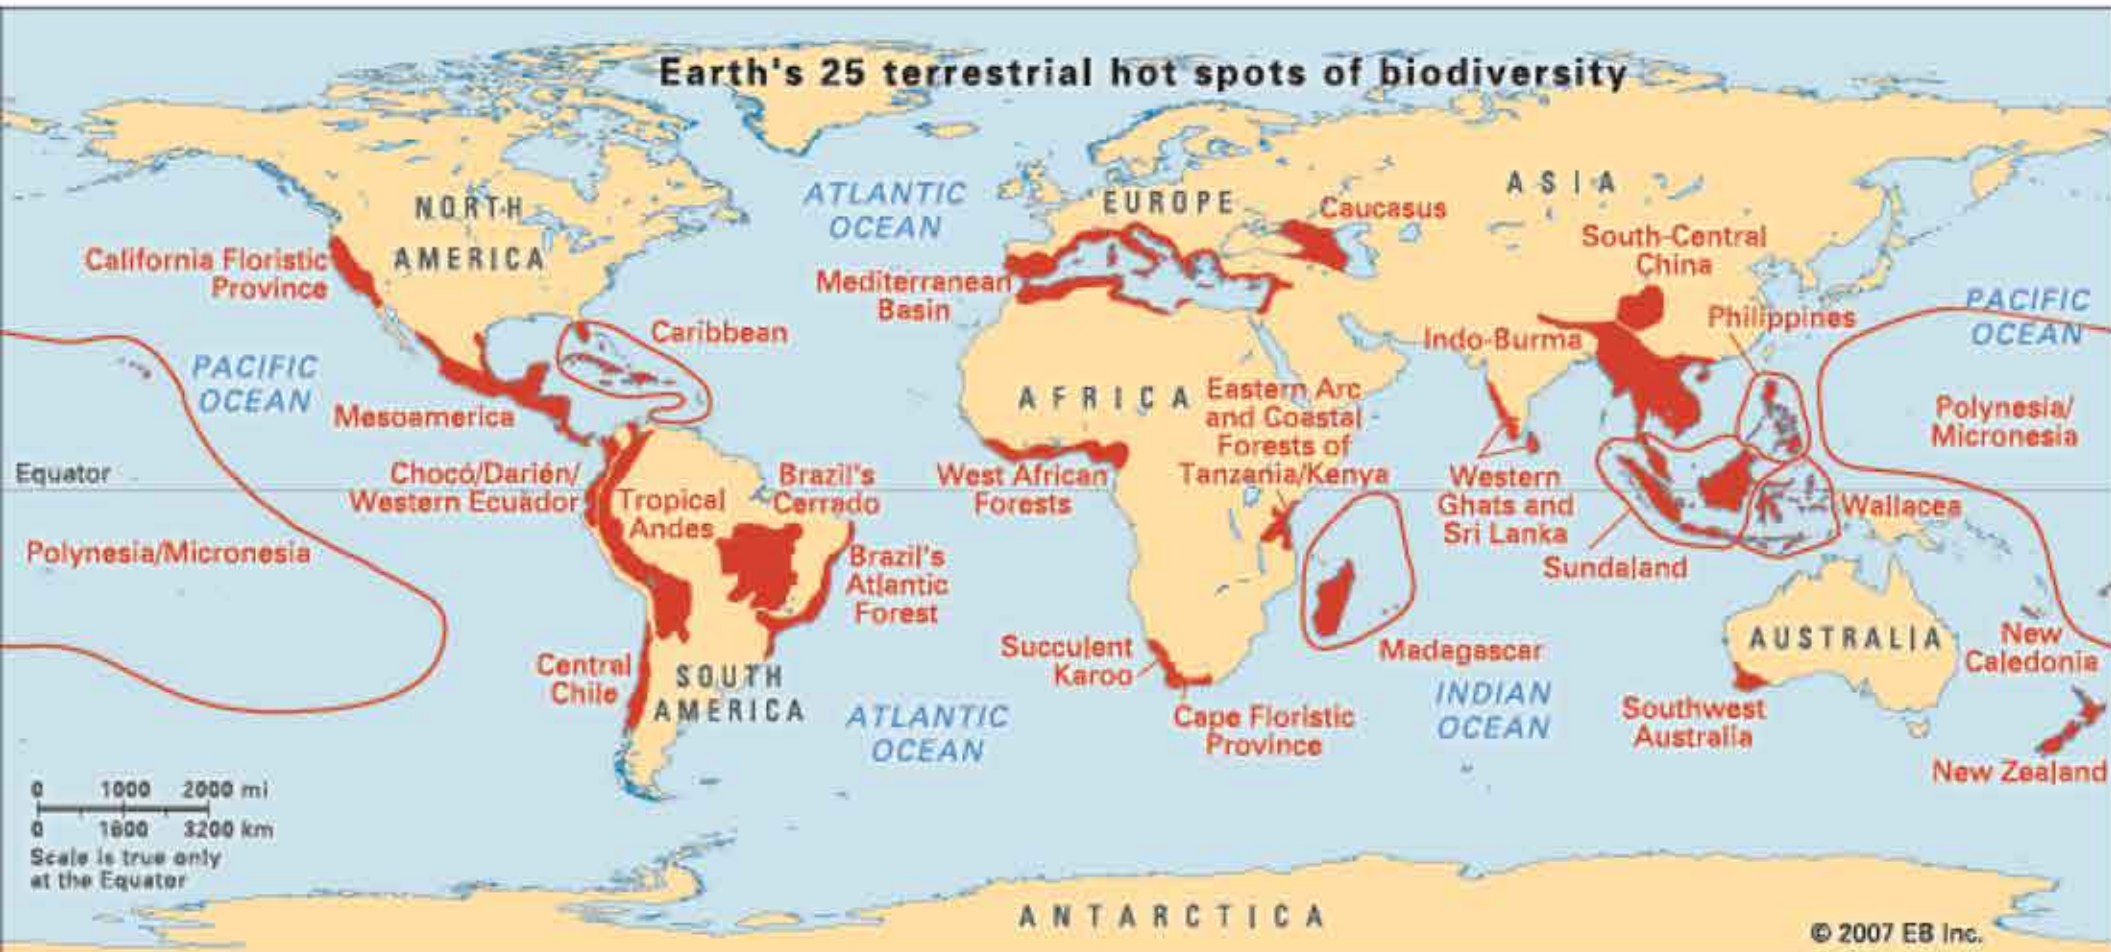 Earth's 25 terrestrial hot spots of biodiversity
NORTH
AMERICA
ATLANTIC
OCEAN
EUROPE
ASIA
Caucasus
South-Central
China
California Floristic
Province
Mediterranean
Basin
PACIFIC
OCEAN
Philippines
Indo-Burma
Caribbean
PACIFIC
OCEAN
Mesoamerica
AFRICA
Eastern Arc
and Coastal
Forests of
Tanzania/Kenya
Polynesia/
Micronesia
Equator
Chocó/Darién/
Western Ecuador
Tropical
Andes
Brazil's
Cerrado
West African
Forests
Western
Ghats and
Sri Lanka
Wallacea
Sundaland
Polynesia/Micronesia
Brazil's
Atlantic
Forest
Succulent
Karoo
Madagascar
AUSTRALIA
New
Caledonia
Central
Chile
SOUTH
AMERICA
ATLANTIC
OCEAN
Cape Floristic
Province
INDIAN
OCEAN
Southwest
Australia
New Zealand
0 1000 2000 mi
0 1600 3200 km
Scale is true only
at the Equator
ANTARCTICA
© 2007 EB Inc.